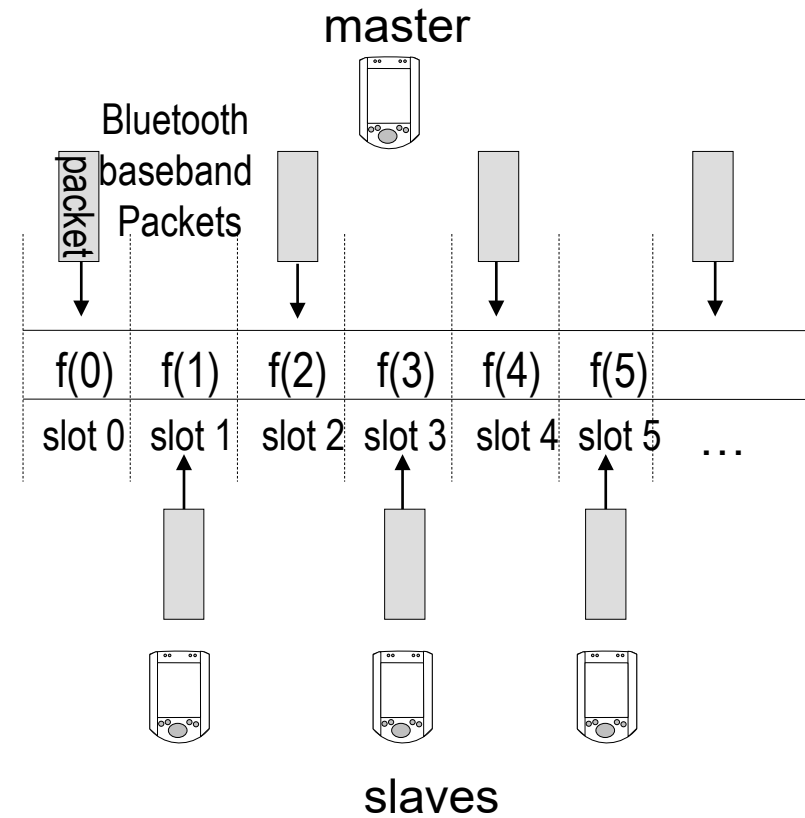 master
Bluetooth
baseband
Packets
packet
f(0) f(1) f(2) f(3) f(4) f(5)
slot 0 slot 1 slot 2 slot 3 slot 4 slot 5 ...
slaves